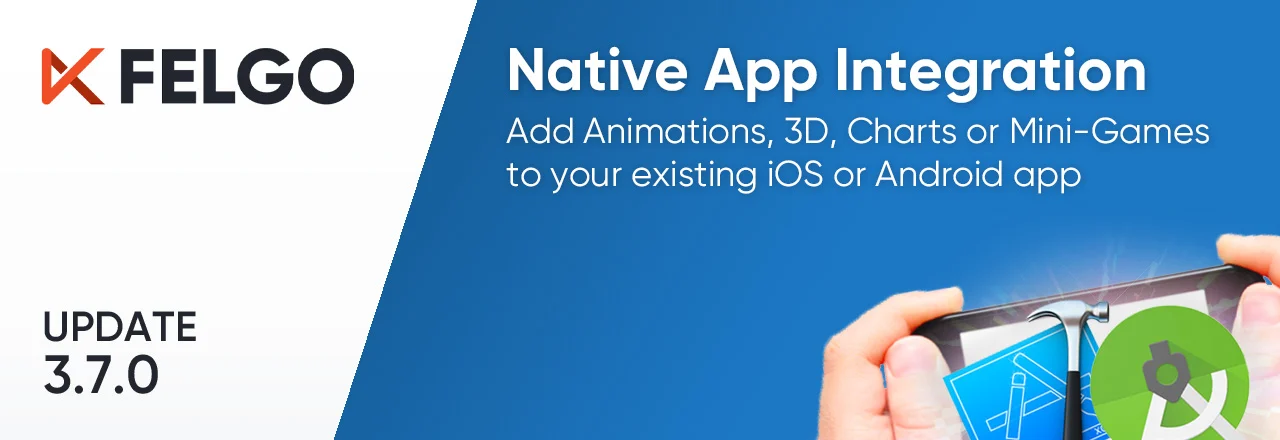 FELGO
Native App Integration
Add Animations, 3D, Charts or Mini-Games
to your existing iOS or Android app
UPDATE
3.7.0